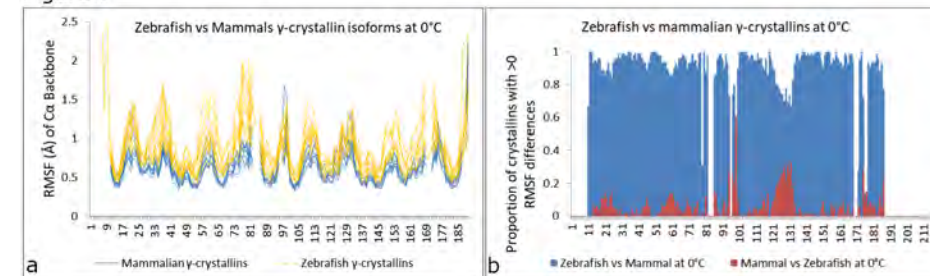 Zebrafish vs Mammals γ-crystallin isoforms at 0°C
RMSF (Å) of Cα Backbone
2.5
2
1.5
1
0.5
0
1 9 17 25 33 41 49 57 65 73 81 89 97 105 113 121 129 137 145 153 161 169 177 185
a
Mammalian γ-crystallins
Zebrafish γ-crystallins
Zebrafish vs mammalian γ-crystallins at 0°C
Proportion of crystallins with >0
RMSF differences
1
0.8
0.6
0.4
0.2
0
1 11 21 31 41 51 61 71 81 91 101 111 121 131 141 151 161 171 181 191 201 211
b
Zebrafish vs Mammal at 0°C
Mammal vs Zebrafish at 0°C